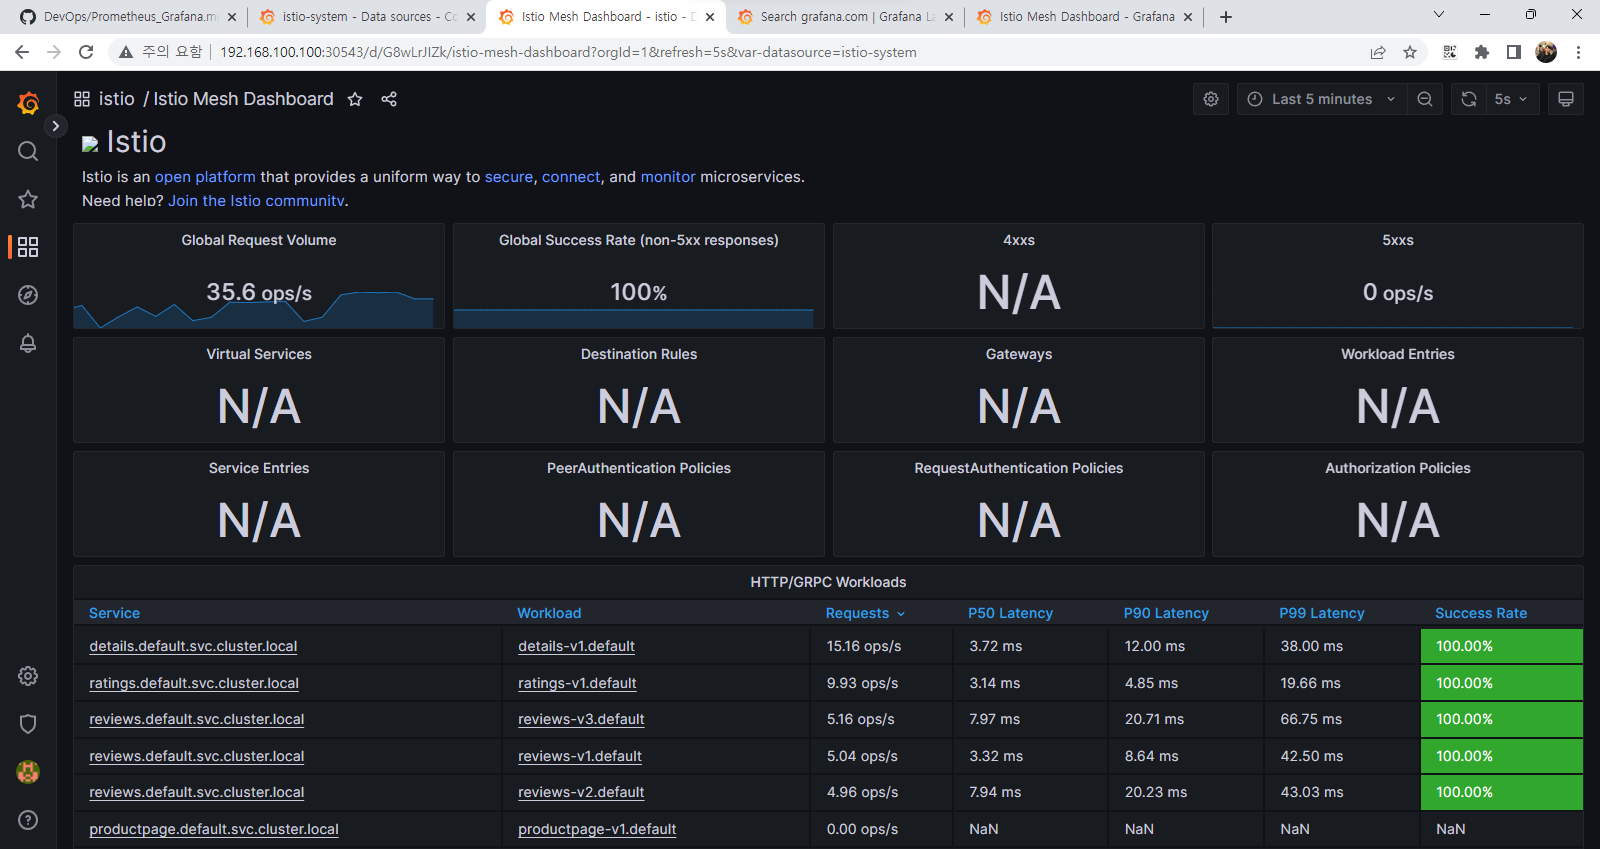 DevOps/Prometheus_Grafana.m
istio-system - Data sources - Co
Istio Mesh Dashboard - istio - D
Search grafana.com | Grafana La
Istio Mesh Dashboard - Grafana
주의 요함
192.168.100.100:30543/d/G8wLrJIZk/istio-mesh-dashboard?orgId=1&refresh=5s&var-datasource=istio-system
istio / Istio Mesh Dashboard
Last 5 minutes
5s
Istio
Istio is an open platform that provides a uniform way to secure, connect, and monitor microservices.
Need help? Join the Istio community.
Global Request Volume
35.6 ops/s
Global Success Rate (non-5xx responses)
100%
4xxs
N/A
5xxs
0 ops/s
Virtual Services
N/A
Destination Rules
N/A
Gateways
N/A
Workload Entries
N/A
Service Entries
N/A
PeerAuthentication Policies
N/A
RequestAuthentication Policies
N/A
Authorization Policies
N/A
HTTP/GRPC Workloads
Service Workload Requests P50 Latency P90 Latency P99 Latency Success Rate
details.default.svc.cluster.local details-v1.default 15.16 ops/s 3.72 ms 12.00 ms 38.00 ms 100.00%
ratings.default.svc.cluster.local ratings-v1.default 9.93 ops/s 3.14 ms 4.85 ms 19.66 ms 100.00%
reviews.default.svc.cluster.local reviews-v3.default 5.16 ops/s 7.97 ms 20.71 ms 66.75 ms 100.00%
reviews.default.svc.cluster.local reviews-v1.default 5.04 ops/s 3.32 ms 8.64 ms 42.50 ms 100.00%
reviews.default.svc.cluster.local reviews-v2.default 4.96 ops/s 7.94 ms 20.23 ms 43.03 ms 100.00%
productpage.default.svc.cluster.local productpage-v1.default 0.00 ops/s NaN NaN NaN NaN